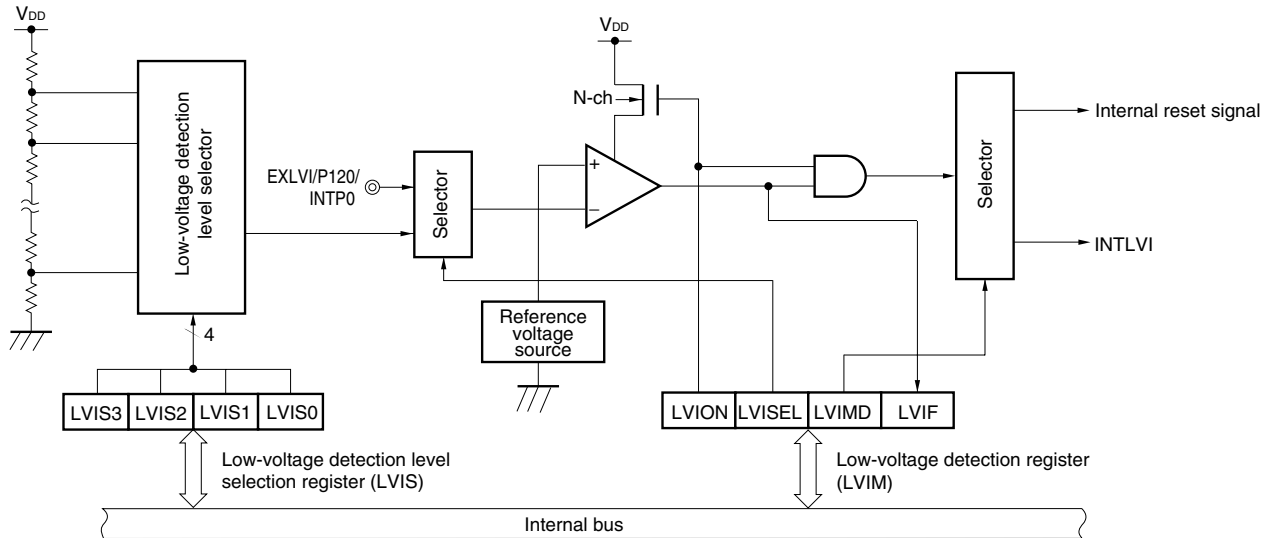 VDD
Low-voltage detection
level selector
4
LVIS3 LVIS2 LVIS1 LVIS0
Low-voltage detection level
selection register (LVIS)
EXLVI/P120/
INTP0
Selector
VDD
N-ch
+
−
Reference
voltage
source
Selector
Internal reset signal
INTLVI
LVION LVISEL LVIMD LVIF
Low-voltage detection register
(LVIM)
Internal bus